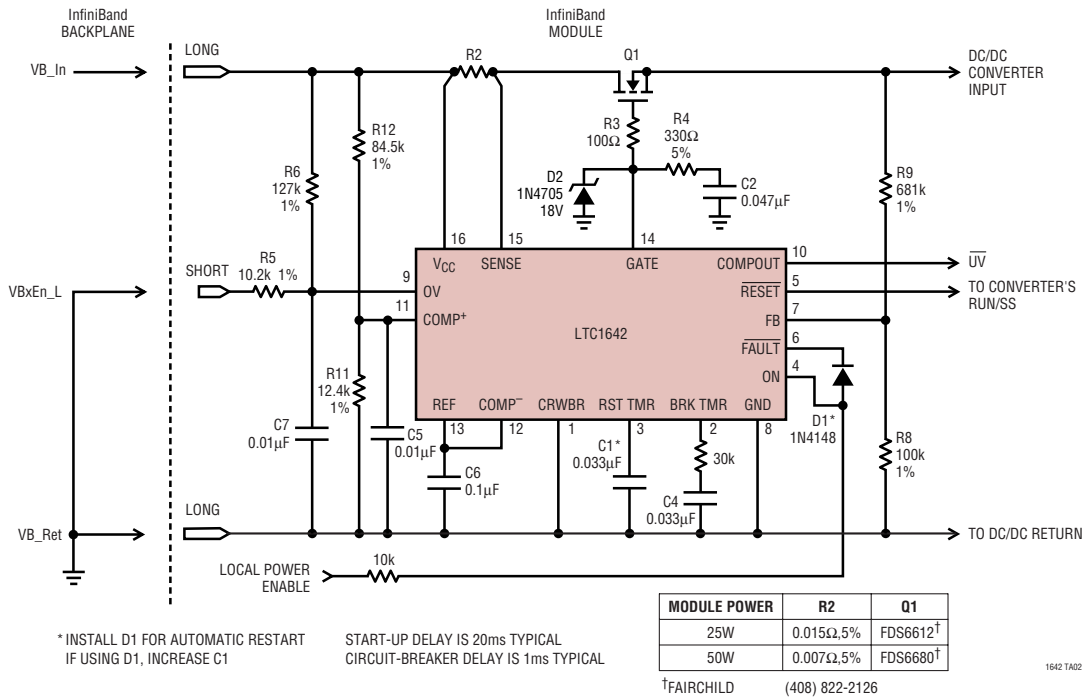 InfiniBand
BACKPLANE
InfiniBand
MODULE
LONG
R2
Q1
VB_In
DC/DC
CONVERTER
INPUT
R12
84.5k
1%
R3
100Ω
R4
330Ω
5%
R6
127k
1%
D2
1N4705
18V
C2
0.047µF
R9
681k
1%
16
15
14
VCC
SENSE
GATE
COMPOUT
10
UV
R5
10.2k 1%
SHORT
VBxEn_L
9
OV
RESET
5
TO CONVERTER'S
RUN/SS
11
COMP+
FB
7
LTC1642
FAULT
6
ON
4
R11
12.4k
1%
REF
COMP–
CRWBR
RST TMR
BRK TMR
GND
13
12
1
3
2
8
D1*
1N4148
C7
0.01µF
C5
0.01µF
C6
0.1µF
C1*
0.033µF
30k
C4
0.033µF
R8
100k
1%
LONG
VB_Ret
TO DC/DC RETURN
10k
LOCAL POWER
ENABLE
MODULE POWER R2 Q1
25W 0.015Ω,5% FDS6612†
50W 0.007Ω,5% FDS6680†
* INSTALL D1 FOR AUTOMATIC RESTART
IF USING D1, INCREASE C1
START-UP DELAY IS 20ms TYPICAL
CIRCUIT-BREAKER DELAY IS 1ms TYPICAL
†FAIRCHILD (408) 822-2126
1642 TA02